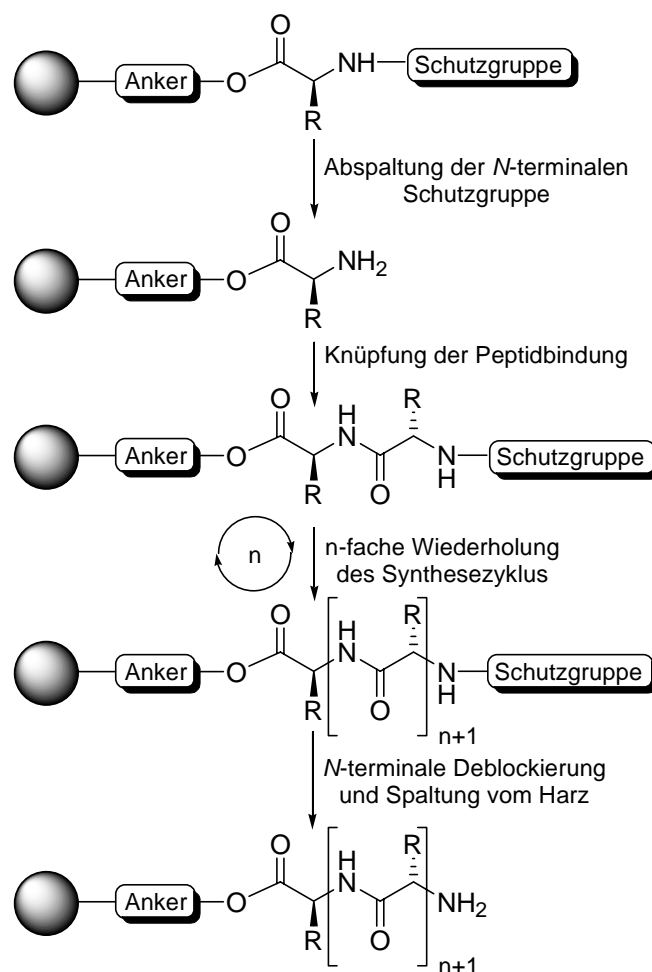 O
Anker O NH Schutzgruppe
R
Abspaltung der N-terminalen
Schutzgruppe
O
Anker O NH2
R
Knüpfung der Peptidbindung
O H R
N
Anker O N Schutzgruppe
R O H
n n-fache Wiederholung
des Synthesezyklus
O H R
N
Anker O N Schutzgruppe
R O H
n+1
N-terminale Deblockierung
und Spaltung vom Harz
O H R
N
Anker O NH2
R O
n+1